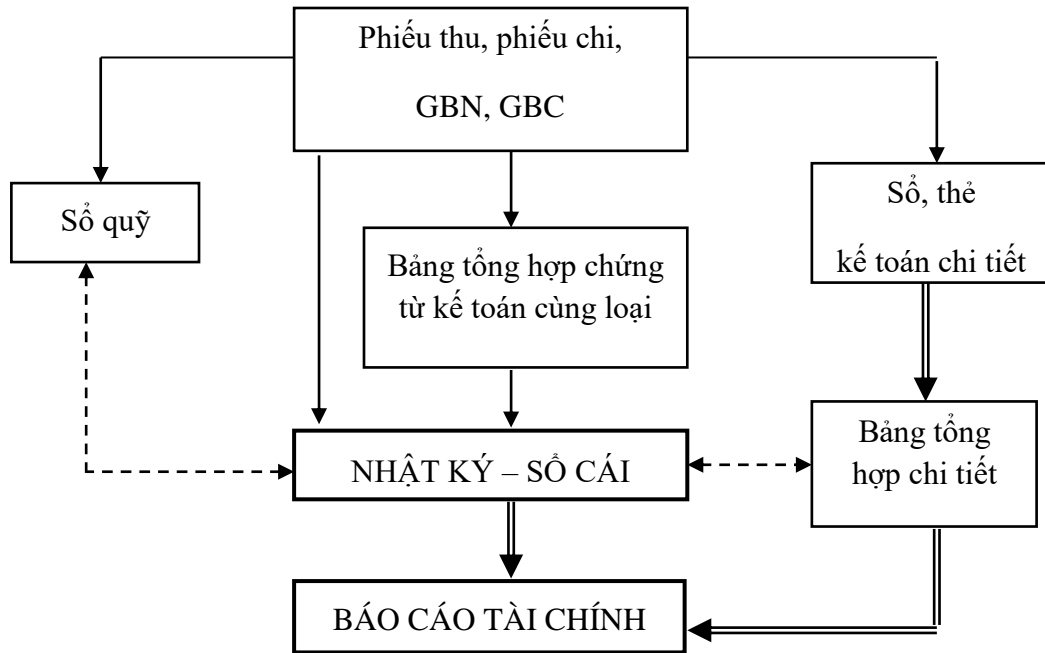 Phiếu thu, phiếu chi,
GBN, GBC
Sổ quỹ
Bảng tổng hợp chứng
từ kế toán cùng loại
Sổ, thẻ
kế toán chi tiết
NHẬT KÝ – SỔ CÁI
Bảng tổng
hợp chi tiết
BÁO CÁO TÀI CHÍNH